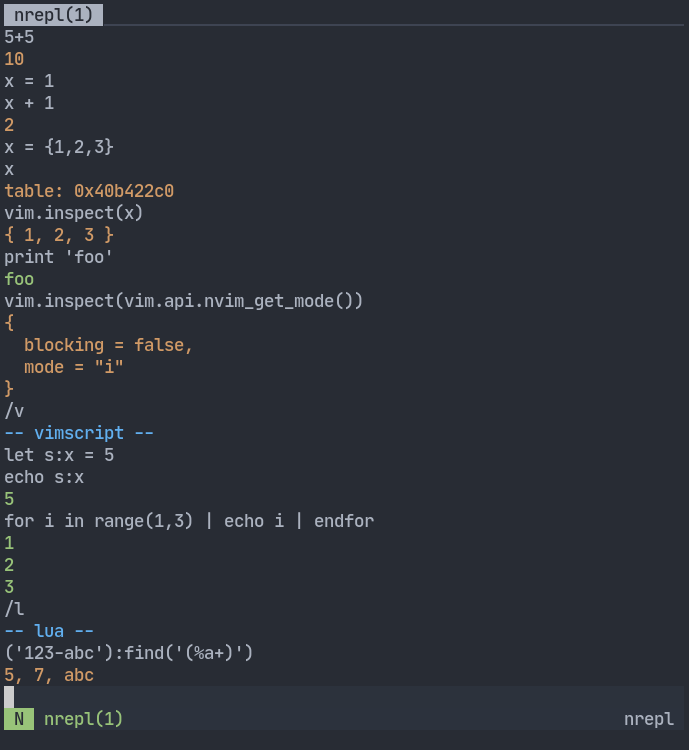 nrepl(1)
5+5
10
x = 1
x + 1
2
x = {1,2,3}
x
table: 0x40b422c0
vim.inspect(x)
{ 1, 2, 3 }
print 'foo'
foo
vim.inspect(vim.api.nvim_get_mode())
{
  blocking = false,
  mode = "i"
}
/v
-- vimscript --
let s:x = 5
echo s:x
5
for i in range(1,3) | echo i | endfor
1
2
3
/l
-- lua --
('123-abc'):find('(%a+)')
5, 7, abc
N nrepl(1) nrepl